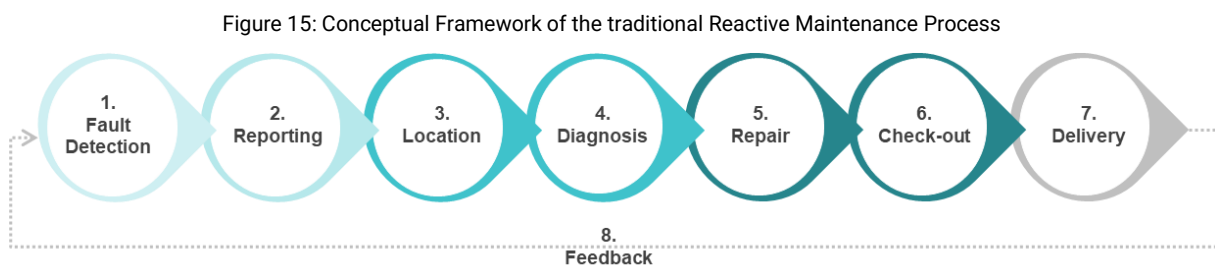 Figure 15: Conceptual Framework of the traditional Reactive Maintenance Process
1.
Fault
Detection
2.
Reporting
3.
Location
4.
Diagnosis
5.
Repair
6.
Check-out
7.
Delivery
8.
Feedback